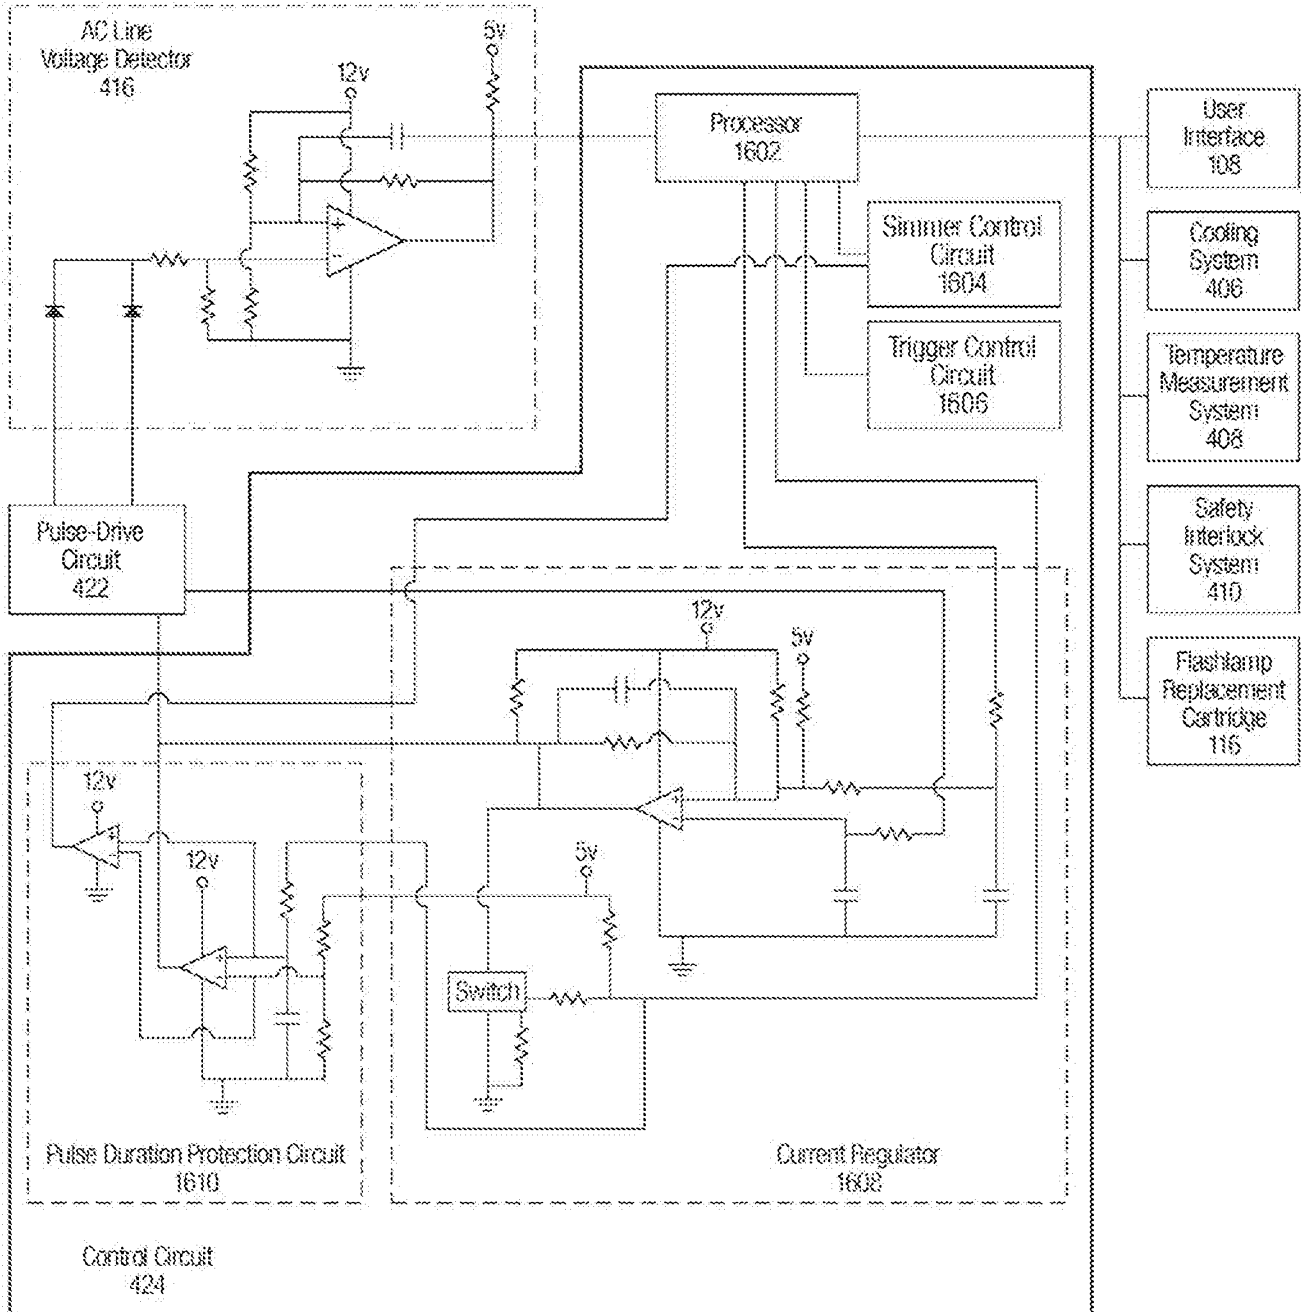 AC Line
Voltage Detector
416
5v
12v
Processor
1602
User
Interface
108
Simmer Control
Circuit
1604
Cooling
System
406
Trigger Control
Circuit
1606
Temperature
Measurement
System
408
Pulse-Drive
Circuit
422
Safety
Interlock
System
410
12v
5v
Flashlamp
Replacement
Cartridge
116
12v
+
-
12v
5v
+
-
+
-
+
-
Switch
Pulse Duration Protection Circuit
1610
Current Regulator
1608
Control Circuit
424